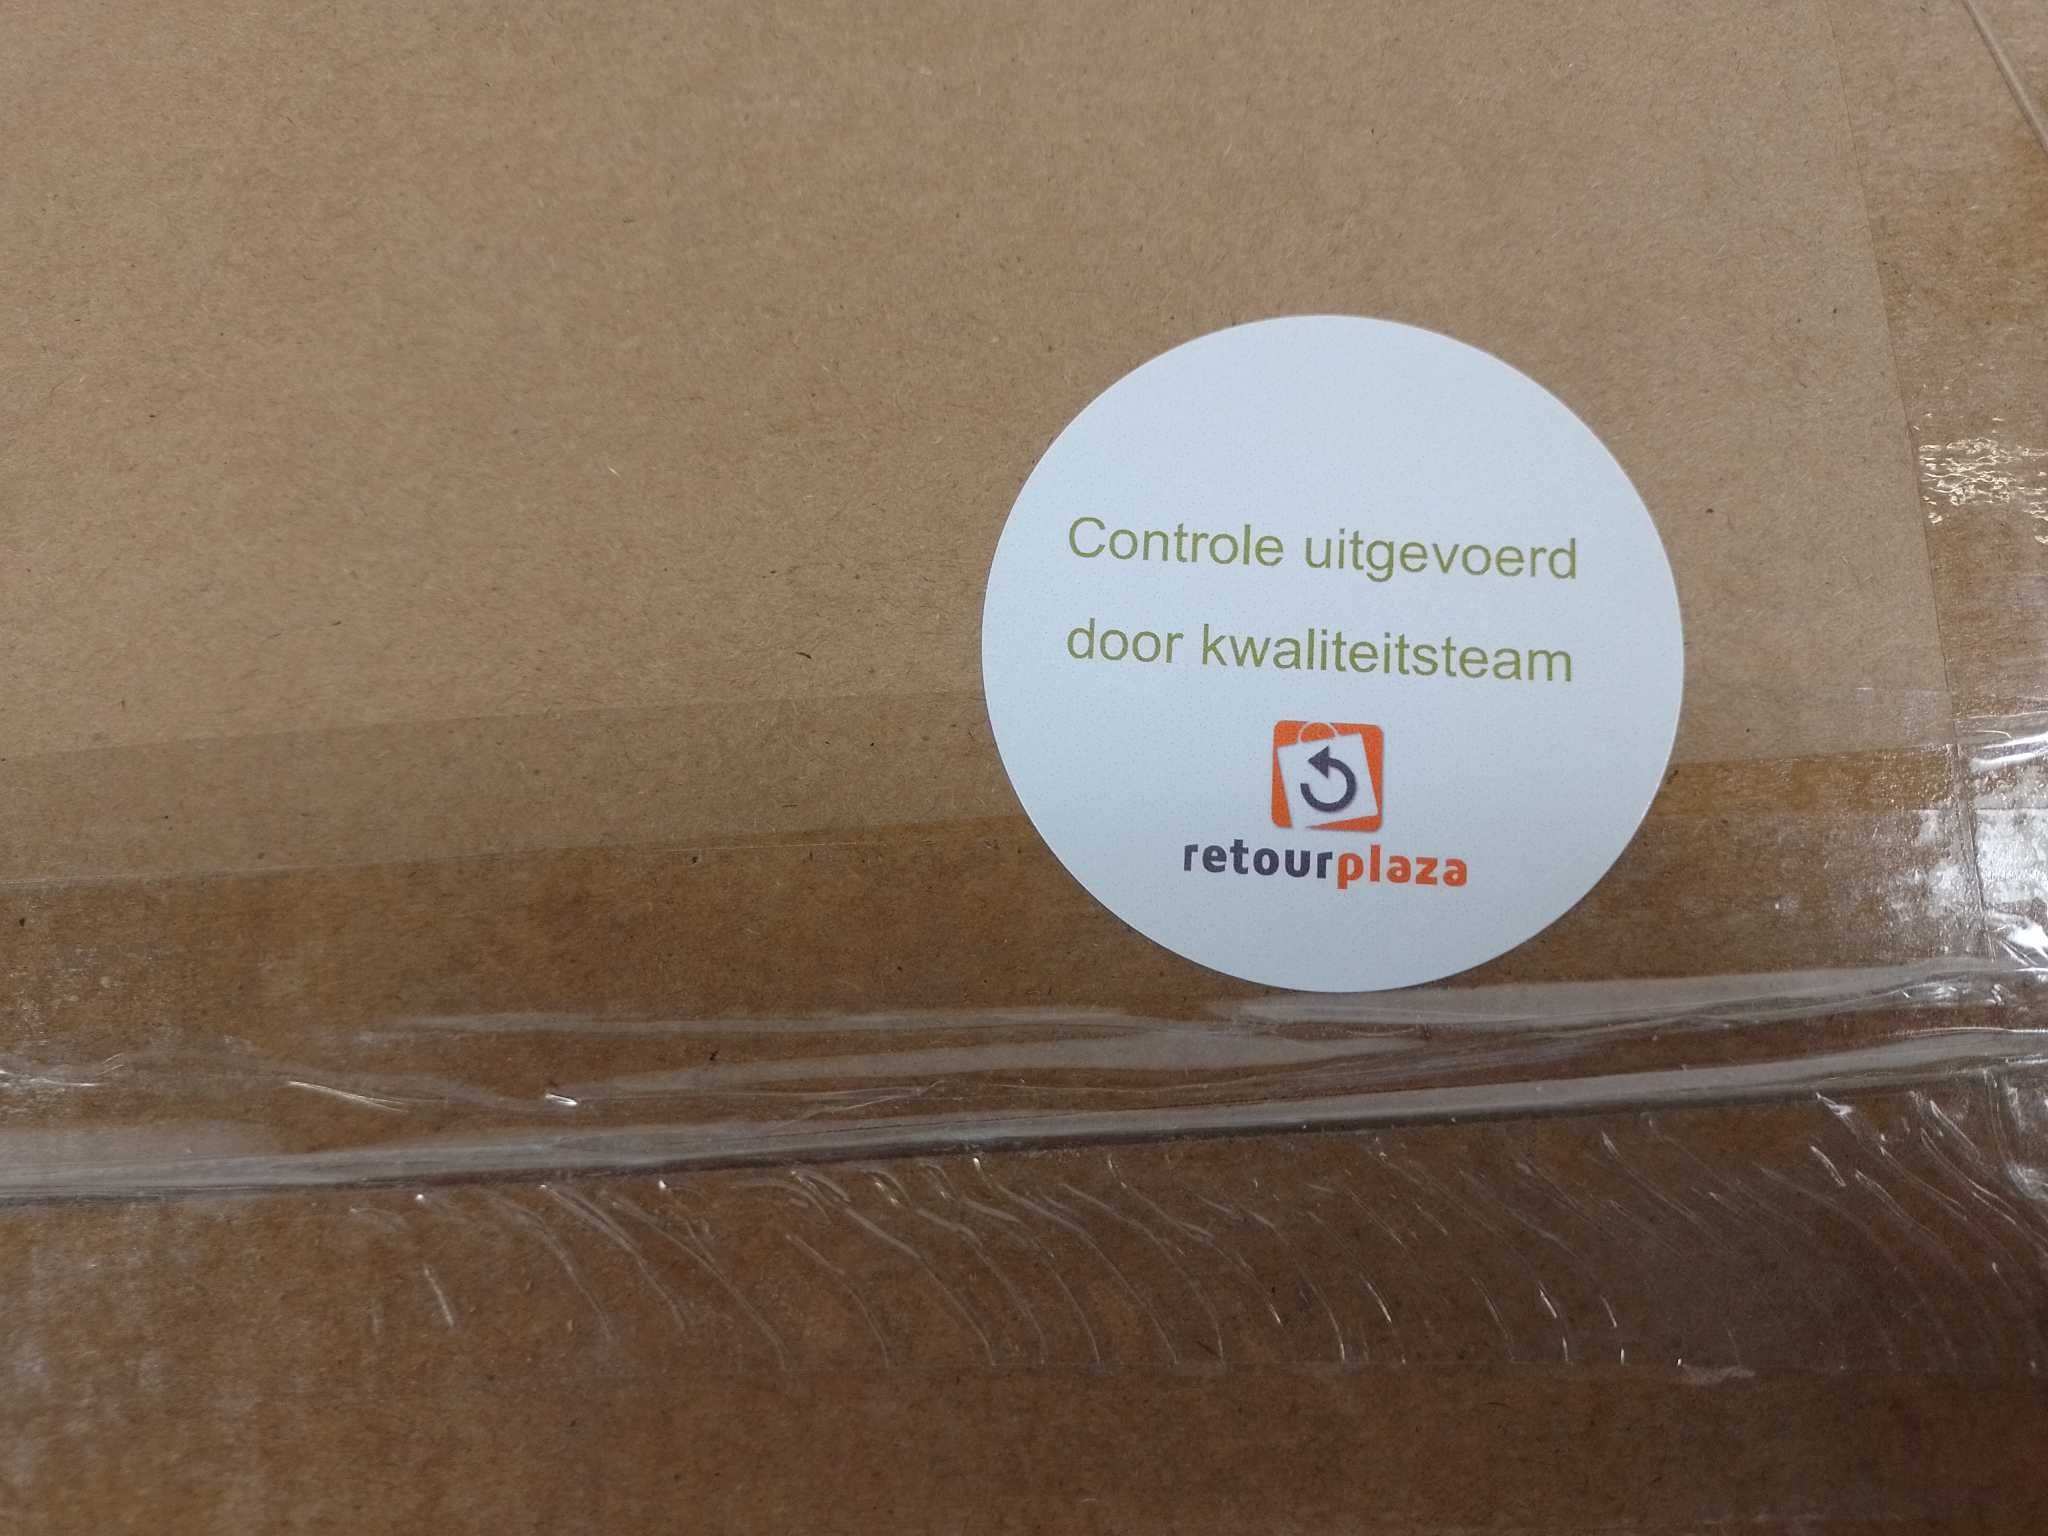 Controle uitgevoerd
door kwaliteitsteam
retourplaza